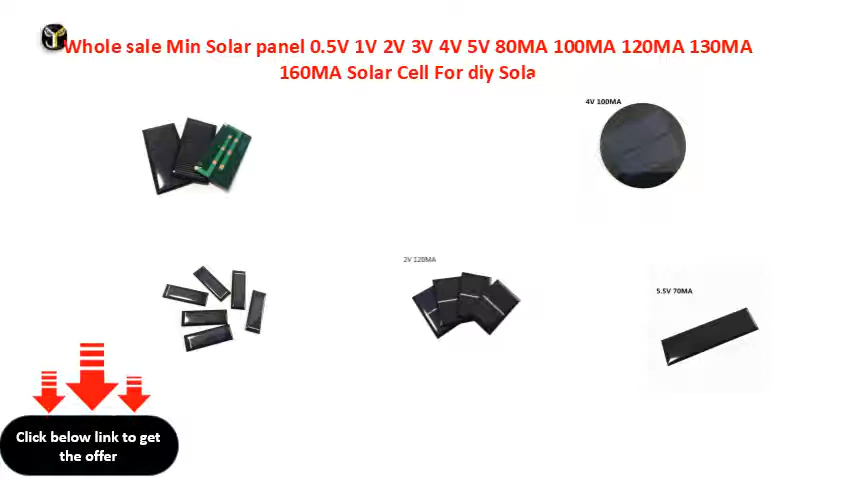 Whole sale Min Solar panel 0.5V 1V 2V 3V 4V 5V 80MA 100MA 120MA 130MA
160MA Solar Cell For diy Sola
4V 100MA
2V 120MA
5.5V 70MA
Click below link to get
the offer